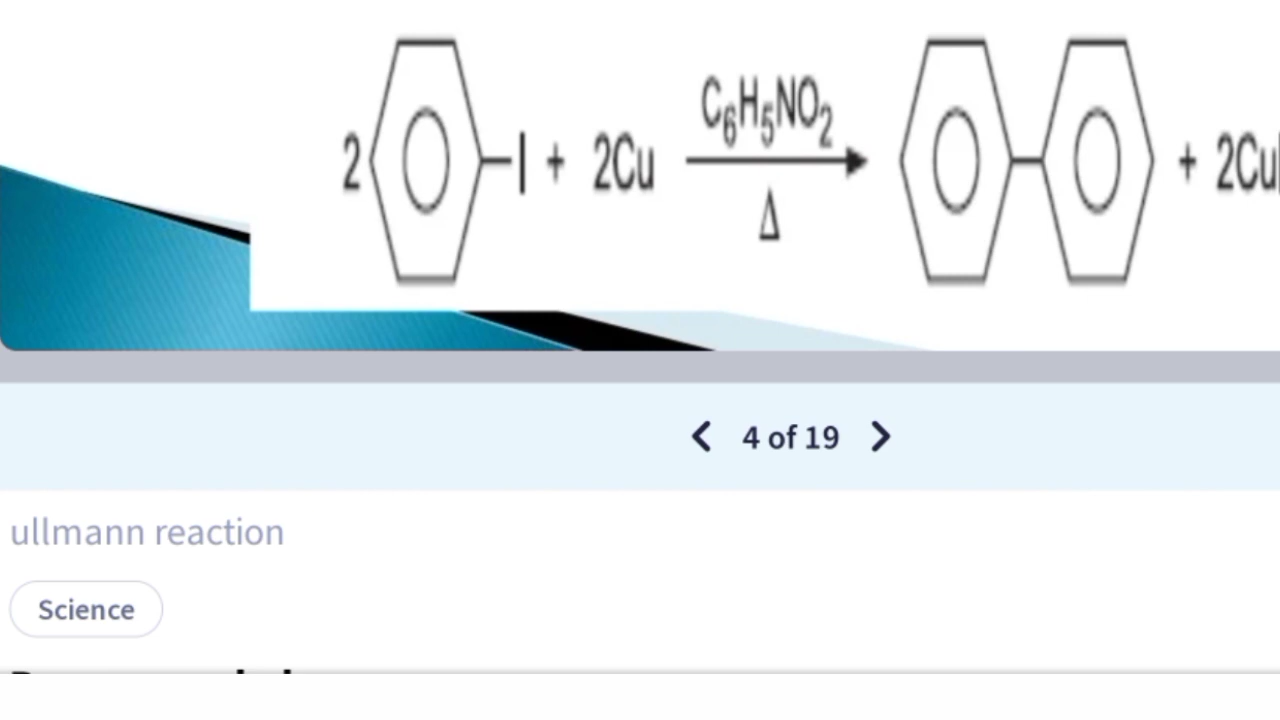 C₆H₅NO₂
2 I + 2Cu + 2Cu
Δ
4 of 19
ullmann reaction
Science